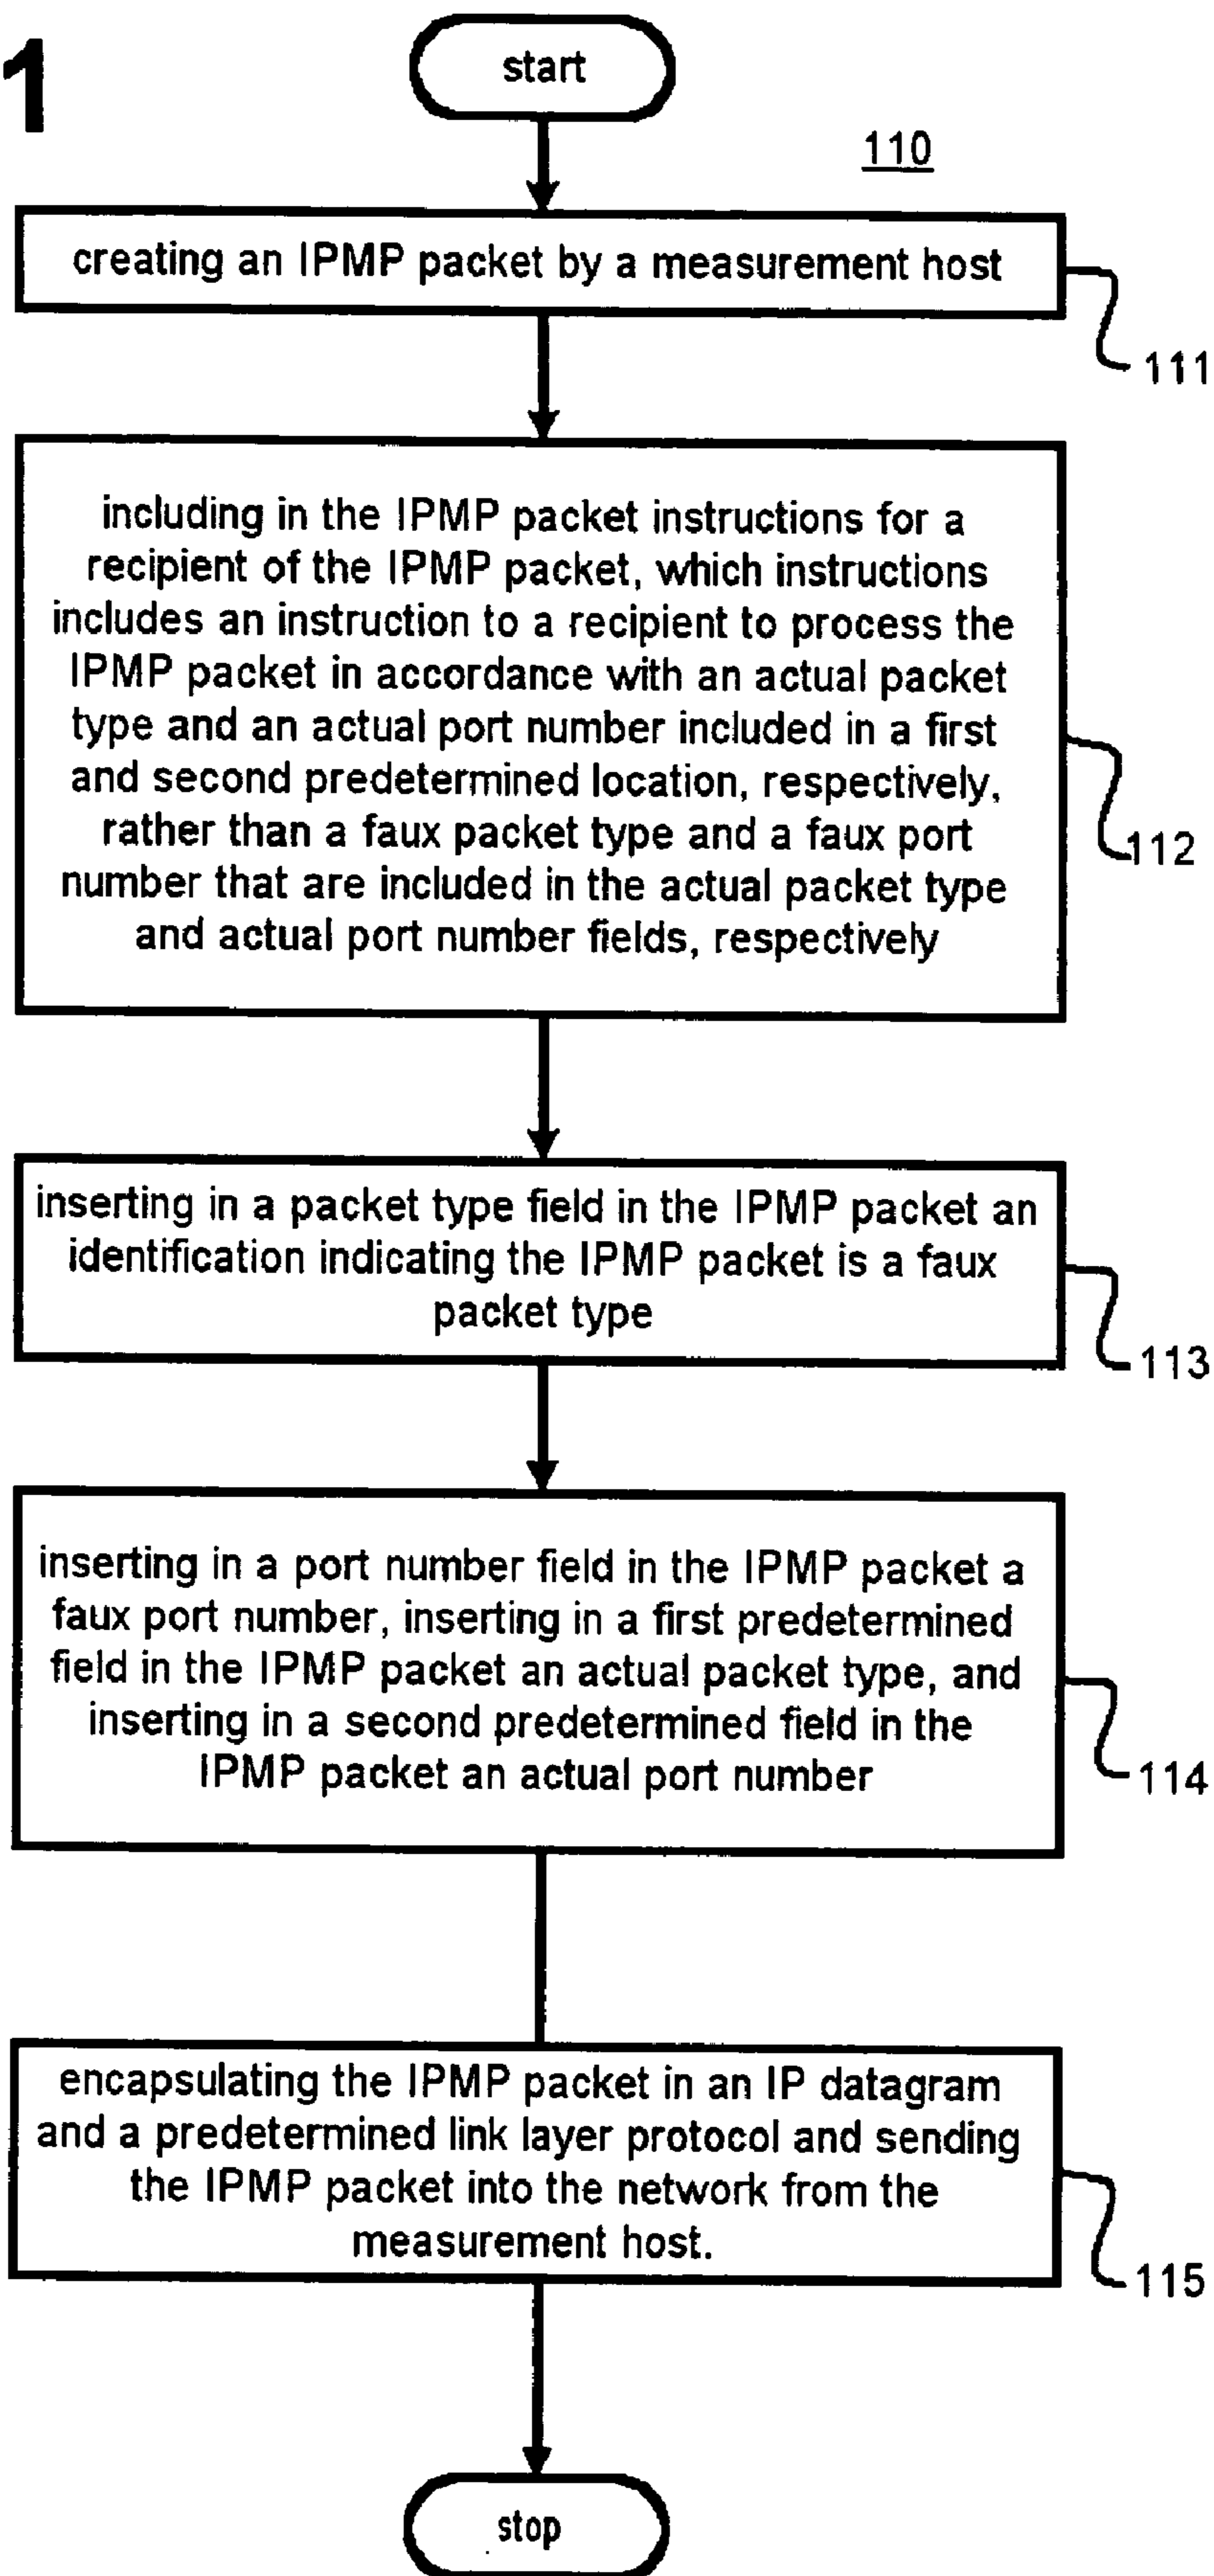 1
start
110
creating an IPMP packet by a measurement host
111
including in the IPMP packet instructions for a
recipient of the IPMP packet, which instructions
includes an instruction to a recipient to process the
IPMP packet in accordance with an actual packet
type and an actual port number included in a first
and second predetermined location, respectively,
rather than a faux packet type and a faux port
number that are included in the actual packet type
and actual port number fields, respectively
112
inserting in a packet type field in the IPMP packet an
identification indicating the IPMP packet is a faux
packet type
113
inserting in a port number field in the IPMP packet a
faux port number, inserting in a first predetermined
field in the IPMP packet an actual packet type, and
inserting in a second predetermined field in the
IPMP packet an actual port number
114
encapsulating the IPMP packet in an IP datagram
and a predetermined link layer protocol and sending
the IPMP packet into the network from the
measurement host.
115
stop